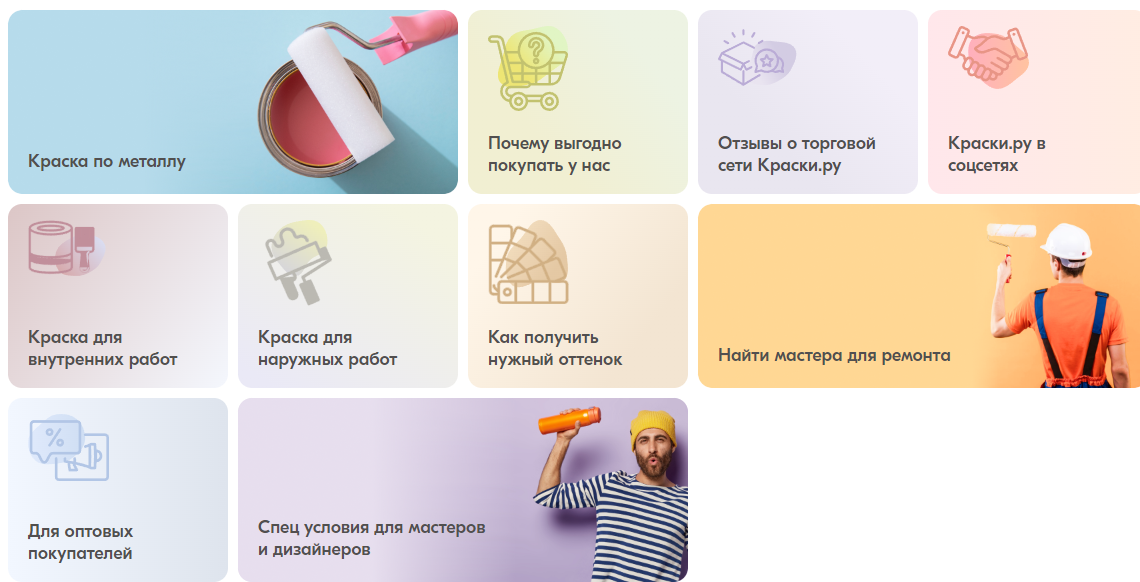 Краска по металлу
Почему выгодно
покупать у нас
Отзывы о торговой
сети Краски.ру
Краски.ру в
соцсетях
Краска для
внутренних работ
Краска для
наружных работ
Как получить
нужный оттенок
Найти мастера для ремонта
Для оптовых
покупателей
Спец условия для мастеров
и дизайнеров